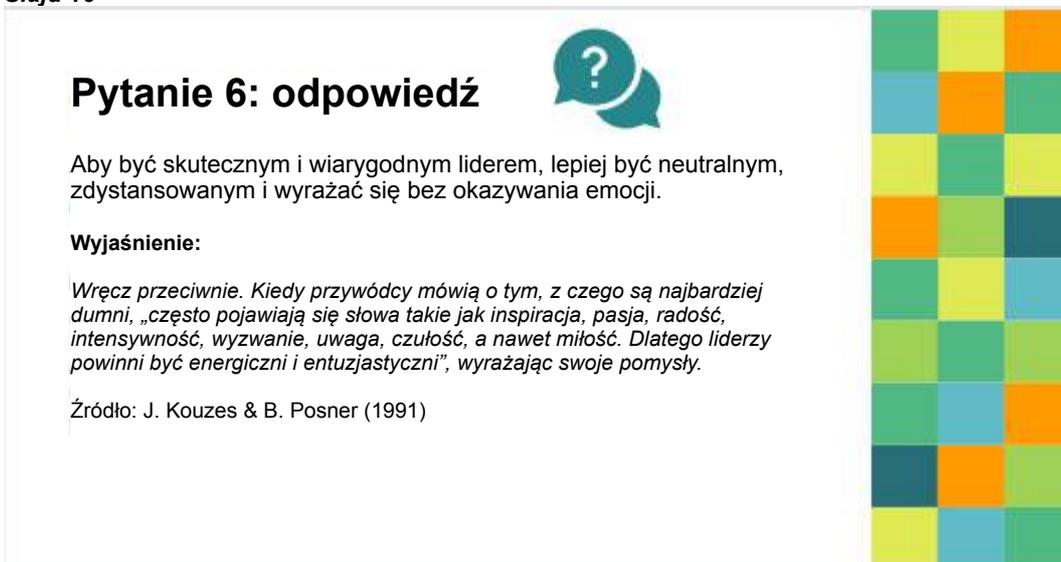 Pytanie 6: odpowiedź
?
Aby być skutecznym i wiarygodnym liderem, lepiej być neutralnym,
zdystansowanym i wyrażać się bez okazywania emocji.
Wyjaśnienie:
Wręcz przeciwnie. Kiedy przywódcy mówią o tym, z czego są najbardziej
dumni, „często pojawiają się słowa takie jak inspiracja, pasja, radość,
intensywność, wyzwanie, uwaga, czułość, a nawet miłość. Dlatego liderzy
powinni być energiczni i entuzjastyczni”, wyrażając swoje pomysły.
Źródło: J. Kouzes & B. Posner (1991)